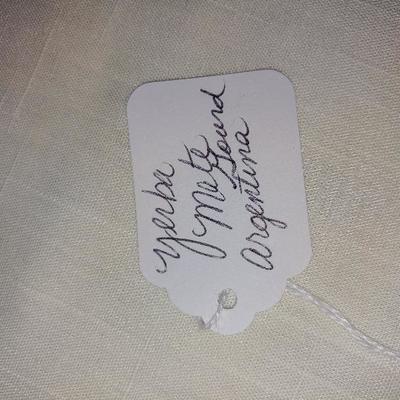 Yerba
Mate
Gourd
Argentina